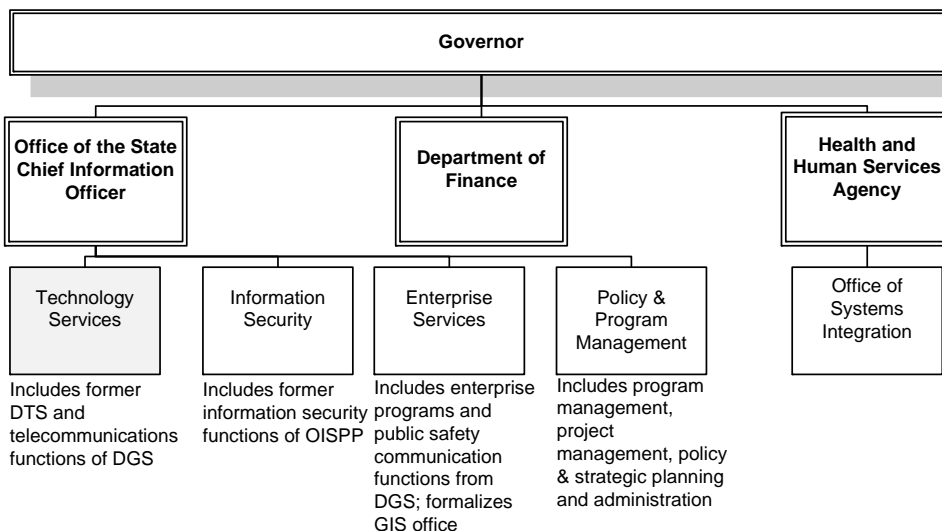 Governor
Office of the State
Chief Information
Officer
Department of
Finance
Health and
Human Services
Agency
Technology
Services
Information
Security
Enterprise
Services
Policy &
Program
Management
Office of
Systems
Integration
Includes former
DTS and
telecommunications
functions of DGS
Includes former
information security
functions of OISPP
Includes enterprise
programs and
public safety
communication
functions from
DGS; formalizes
GIS office
Includes program
management,
project
management, policy
& strategic planning
and administration